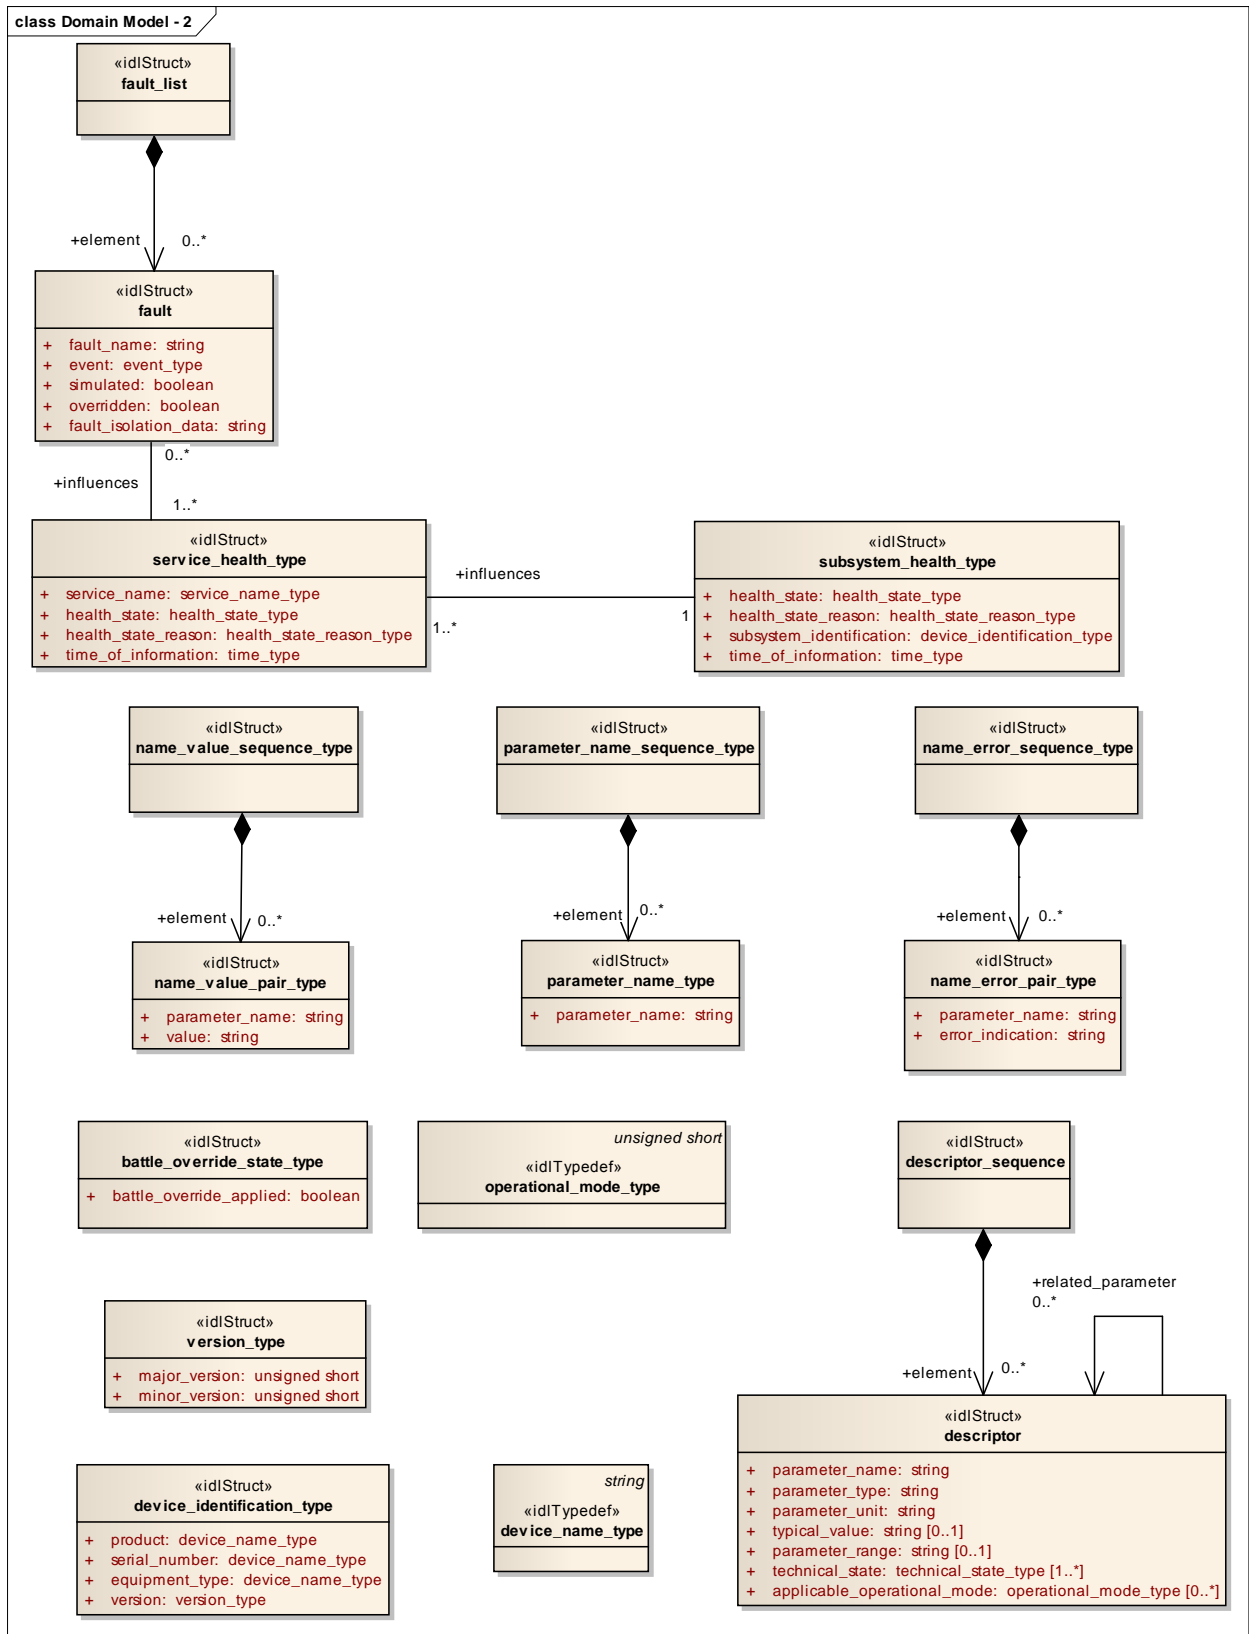 class Domain Model - 2
«idlStruct»
fault_list
+element
0..*
«idlStruct»
fault
+ fault_name: string
+ event: event_type
+ simulated: boolean
+ overridden: boolean
+ fault_isolation_data: string
0..*
+influences
1..*
«idlStruct»
service_health_type
+ service_name: service_name_type
+ health_state: health_state_type
+ health_state_reason: health_state_reason_type
+ time_of_information: time_type
+influences
1..*
1
«idlStruct»
subsystem_health_type
+ health_state: health_state_type
+ health_state_reason: health_state_reason_type
+ subsystem_identification: device_identification_type
+ time_of_information: time_type
«idlStruct»
name_value_sequence_type
+element
0..*
«idlStruct»
name_value_pair_type
+ parameter_name: string
+ value: string
«idlStruct»
parameter_name_sequence_type
+element
0..*
«idlStruct»
parameter_name_type
+ parameter_name: string
«idlStruct»
name_error_sequence_type
+element
0..*
«idlStruct»
name_error_pair_type
+ parameter_name: string
+ error_indication: string
«idlStruct»
battle_override_state_type
+ battle_override_applied: boolean
unsigned short
«idlTypedef»
operational_mode_type
«idlStruct»
descriptor_sequence
+related_parameter
0..*
+element
0..*
«idlStruct»
version_type
+ major_version: unsigned short
+ minor_version: unsigned short
«idlStruct»
descriptor
+ parameter_name: string
+ parameter_type: string
+ parameter_unit: string
+ typical_value: string [0..1]
+ parameter_range: string [0..1]
+ technical_state: technical_state_type [1..*]
+ applicable_operational_mode: operational_mode_type [0..*]
«idlStruct»
device_identification_type
+ product: device_name_type
+ serial_number: device_name_type
+ equipment_type: device_name_type
+ version: version_type
string
«idlTypedef»
device_name_type